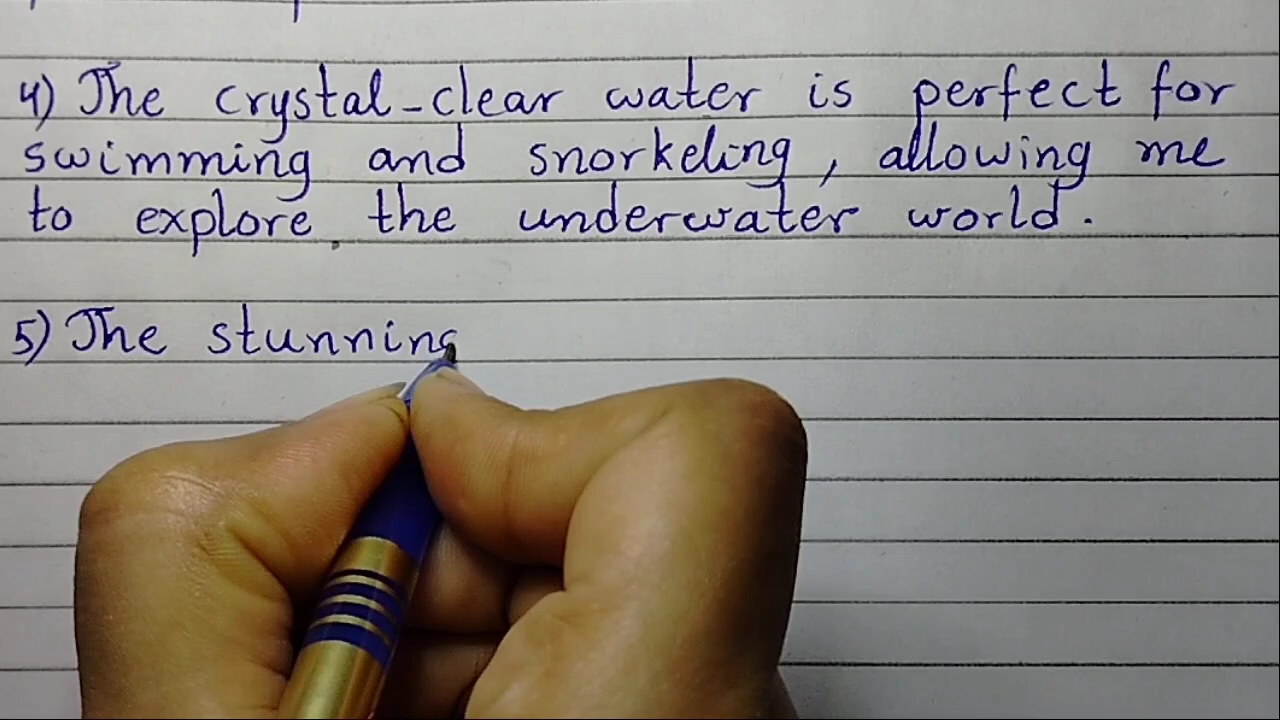 4) The crystal-clear water is perfect for
swimming and snorkeling, allowing me
to explore the underwater world.
5) The stunning